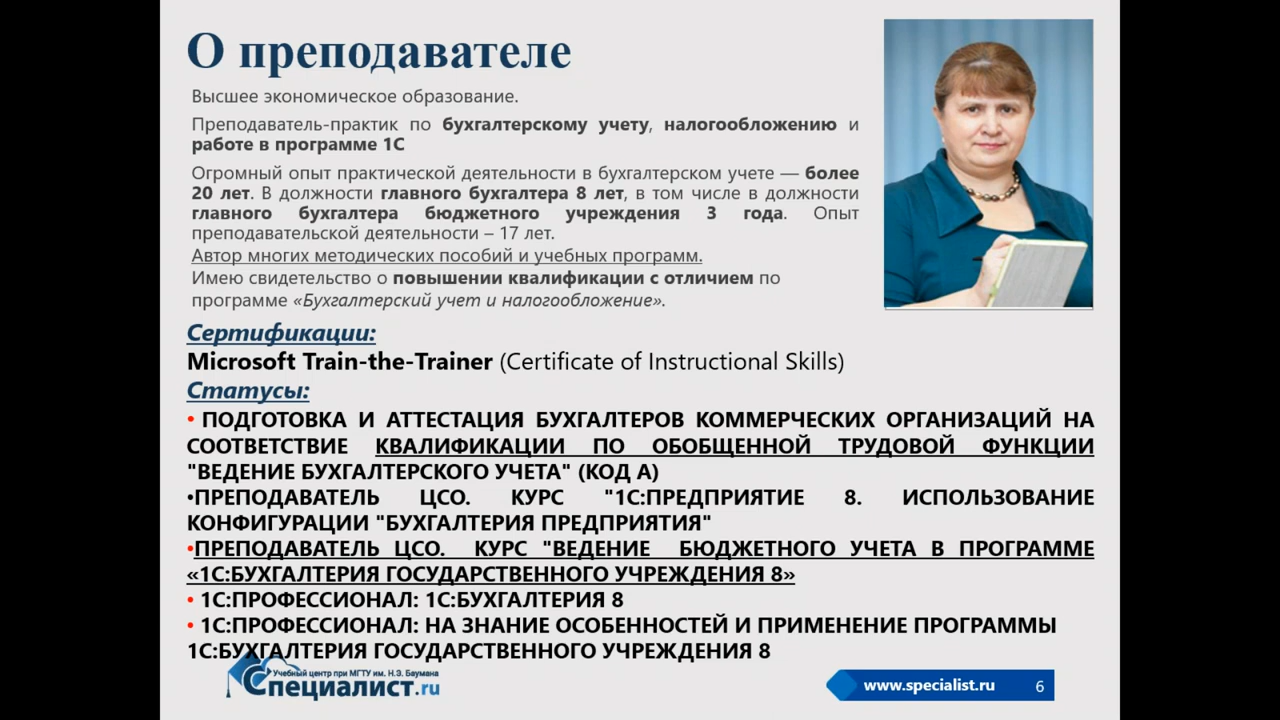 О преподавателе
Высшее экономическое образование.
Преподаватель-практик по бухгалтерскому учету, налогообложению и
работе в программе 1С
Огромный опыт практической деятельности в бухгалтерском учете — более
20 лет. В должности главного бухгалтера 8 лет, в том числе в должности
главного бухгалтера бюджетного учреждения 3 года. Опыт
преподавательской деятельности – 17 лет.
Автор многих методических пособий и учебных программ.
Имею свидетельство о повышении квалификации с отличием по
программе «Бухгалтерский учет и налогообложение».
Сертификации:
Microsoft Train-the-Trainer (Certificate of Instructional Skills)
Статусы:
• ПОДГОТОВКА И АТТЕСТАЦИЯ БУХГАЛТЕРОВ КОММЕРЧЕСКИХ ОРГАНИЗАЦИЙ НА
СООТВЕТСТВИЕ КВАЛИФИКАЦИИ ПО ОБОБЩЕННОЙ ТРУДОВОЙ ФУНКЦИИ
"ВЕДЕНИЕ БУХГАЛТЕРСКОГО УЧЕТА" (КОД А)
•ПРЕПОДАВАТЕЛЬ ЦСО. КУРС "1С:ПРЕДПРИЯТИЕ 8. ИСПОЛЬЗОВАНИЕ
КОНФИГУРАЦИИ "БУХГАЛТЕРИЯ ПРЕДПРИЯТИЯ"
•ПРЕПОДАВАТЕЛЬ ЦСО. КУРС "ВЕДЕНИЕ БЮДЖЕТНОГО УЧЕТА В ПРОГРАММЕ
«1С:БУХГАЛТЕРИЯ ГОСУДАРСТВЕННОГО УЧРЕЖДЕНИЯ 8»
• 1С:ПРОФЕССИОНАЛ: 1С:БУХГАЛТЕРИЯ 8
• 1С:ПРОФЕССИОНАЛ: НА ЗНАНИЕ ОСОБЕННОСТЕЙ И ПРИМЕНЕНИЕ ПРОГРАММЫ
1С:БУХГАЛТЕРИЯ ГОСУДАРСТВЕННОГО УЧРЕЖДЕНИЯ 8
Учебный центр при МГТУ им. Н.Э. Баумана
Специалист.ru
www.specialist.ru 6